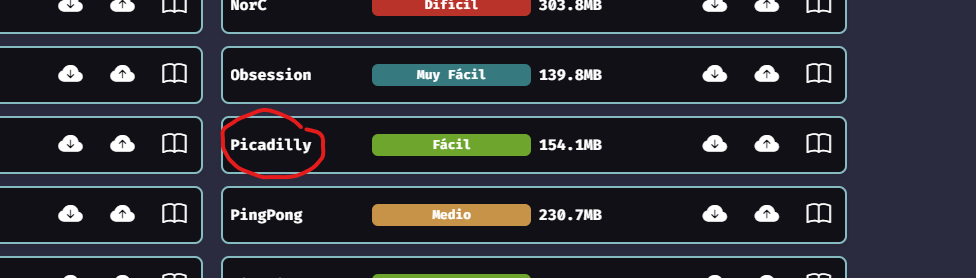 NorC Difícil 303.8MB
Obsession Muy Fácil 139.8MB
Picadilly Fácil 154.1MB
PingPong Medio 230.7MB